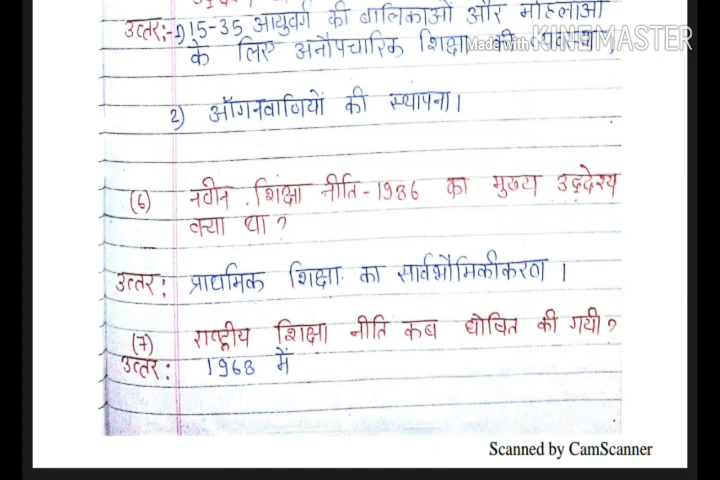 उत्तर:-1) 15-35 आयुवर्ग की बालिकाओं और महिलाओं
के लिए अनौपचारिक शिक्षा की
Made with KINEMASTER
2) आँगनवाणियों की स्थापना।
(6) नवीन शिक्षा नीति-1986 का मुख्य उद्देश्य
क्या था?
उत्तर: प्राथमिक शिक्षा का सार्वभौमिकीकरण।
(7) राष्ट्रीय शिक्षा नीति कब घोषित की गयी?
उत्तर: 1968 में
Scanned by CamScanner